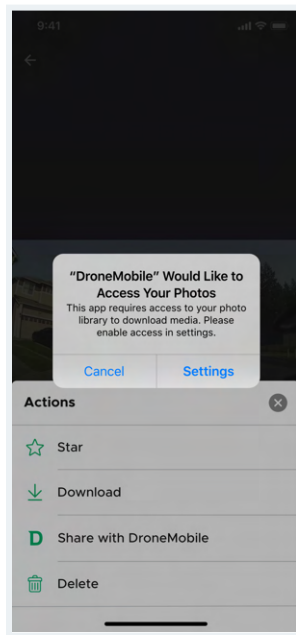 9:41
“DroneMobile” Would Like to
Access Your Photos
This app requires access to your photo
library to download media. Please
enable access in settings.
Cancel Settings
Actions
Star
Download
D Share with DroneMobile
Delete